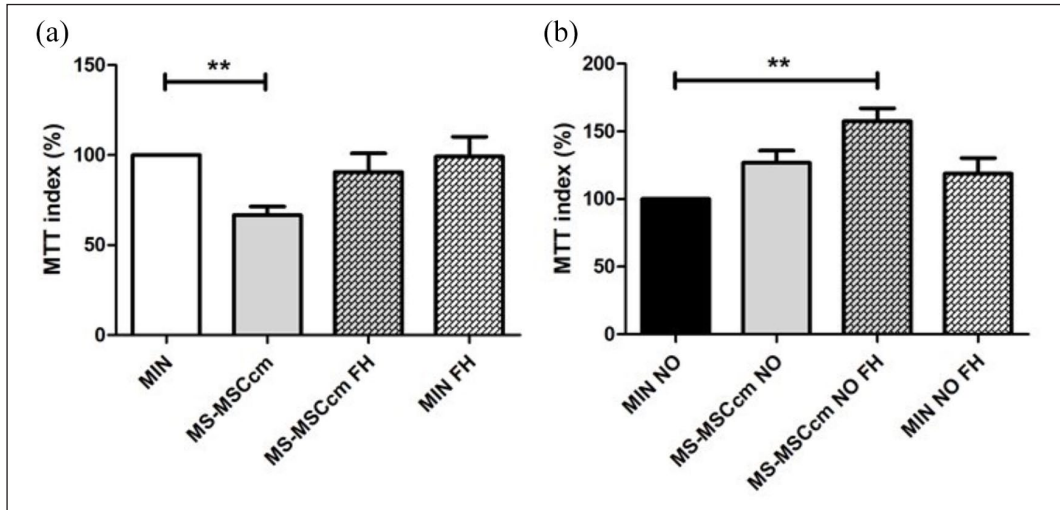 (a)
MTT index (%)
150
100
50
0
**
MIN
MS-MSCcm
MS-MSCcm FH
MIN FH
(b)
MTT index (%)
200
150
100
50
0
**
MIN NO
MS-MSCcm NO
MS-MSCcm NO FH
MIN NO FH